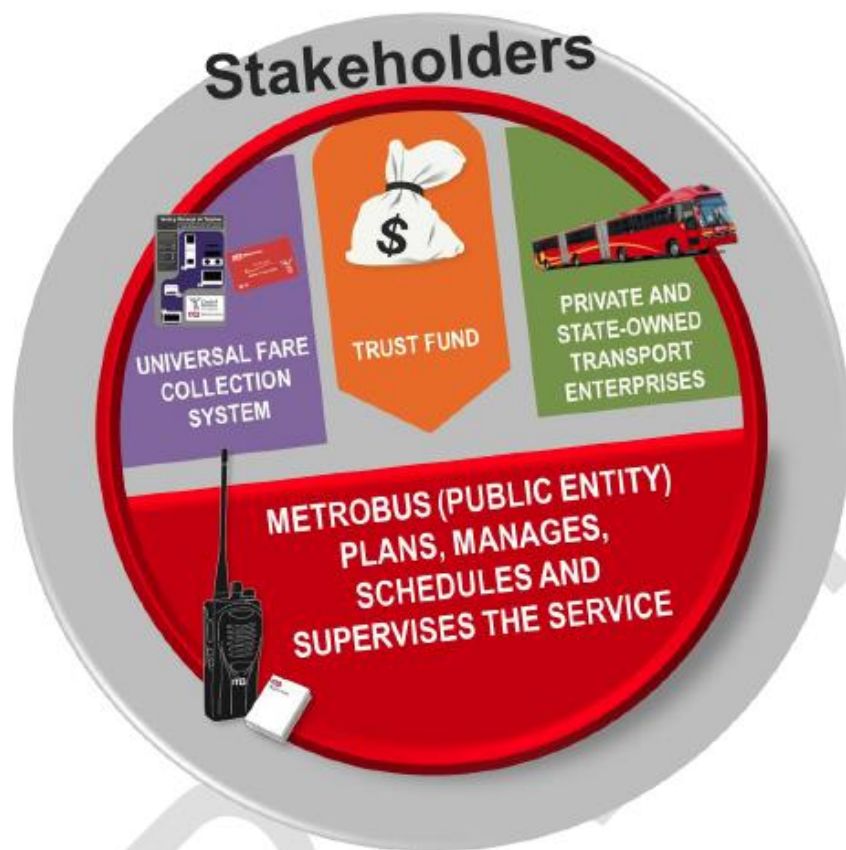 Stakeholders
UNIVERSAL FARE
COLLECTION
SYSTEM
$
TRUST FUND
PRIVATE AND
STATE-OWNED
TRANSPORT
ENTERPRISES
METROBUS (PUBLIC ENTITY)
PLANS, MANAGES,
SCHEDULES AND
SUPERVISES THE SERVICE